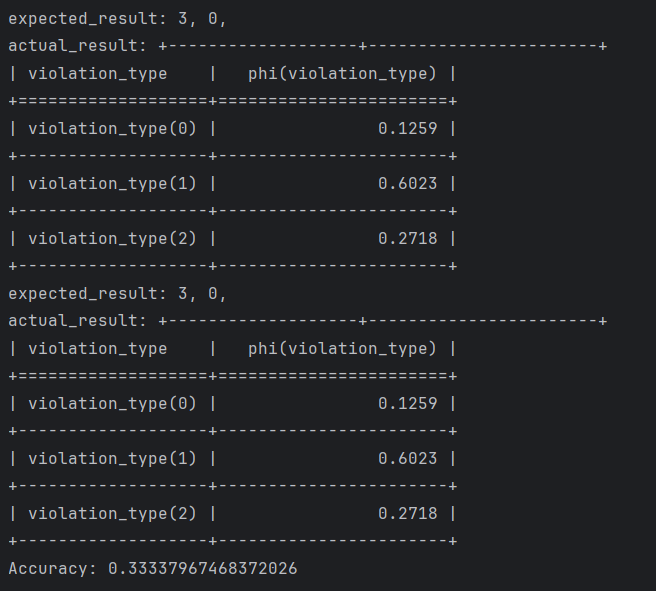 expected_result: 3, 0,
actual_result: +-------------------+-----------------------+
| violation_type    |   phi(violation_type) |
+===================+=======================+
| violation_type(0) |                0.1259 |
+-------------------+-----------------------+
| violation_type(1) |                0.6023 |
+-------------------+-----------------------+
| violation_type(2) |                0.2718 |
+-------------------+-----------------------+
expected_result: 3, 0,
actual_result: +-------------------+-----------------------+
| violation_type    |   phi(violation_type) |
+===================+=======================+
| violation_type(0) |                0.1259 |
+-------------------+-----------------------+
| violation_type(1) |                0.6023 |
+-------------------+-----------------------+
| violation_type(2) |                0.2718 |
+-------------------+-----------------------+
Accuracy: 0.33337967468372026